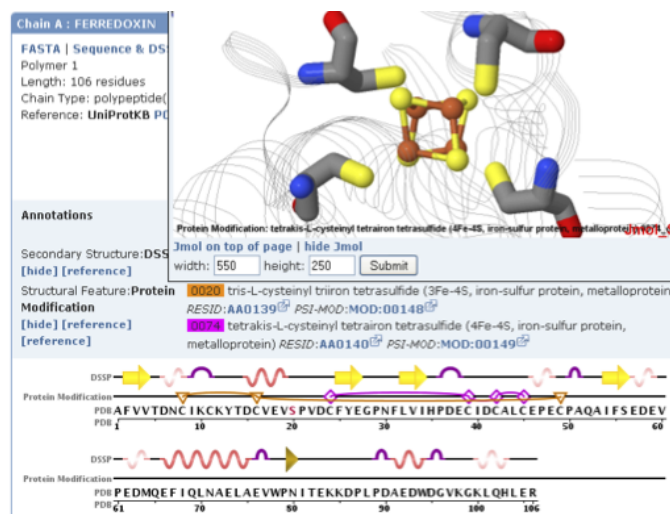 Chain A : FERREDOXIN
FASTA | Sequence & DS
Polymer 1
Length: 106 residues
Chain Type: polypeptide(
Reference: UniProtKB P
Protein Modification: tetrakis-L-cysteinyl tetrairon tetrasulfide (4Fe-4S, iron-sulfur protein, metalloprotein)
Annotations
Jmol on top of page | hide Jmol
width: 550 height: 250 Submit
Secondary Structure:DSS
[hide] [reference]
Structural Feature:Protein
Modification
[hide] [reference]
[reference]
0020 tris-L-cysteinyl triiron tetrasulfide (3Fe-4S, iron-sulfur protein, metalloprotein
RESID:AA0139 PSI-MOD:MOD:00148
0074 tetrakis-L-cysteinyl tetrairon tetrasulfide (4Fe-4S, iron-sulfur protein,
metalloprotein) RESID:AA0140 PSI-MOD:MOD:00149
DSSP
Protein Modification
PDB AFVVTDNCIKCKYTDCVEVSPVDCFYEGPNFLVIHPDECIDCALCEPECPAQAIFSEDEV
PDB 1 10 20 30 40 50 60
DSSP
Protein Modification
PDB PEDMQEFIQLNAELAEVWPNITEKKDPLPDAEDWDGVKGKLQHLER
PDB 61 70 80 90 100 106